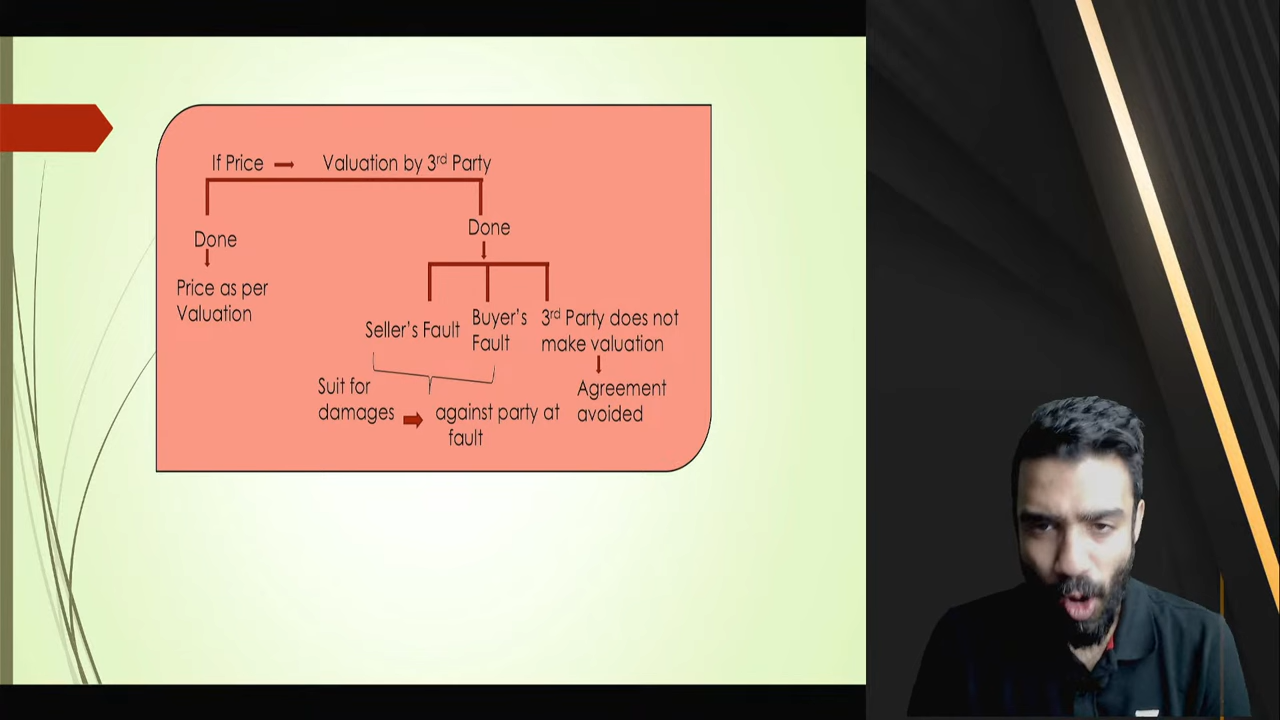 If Price → Valuation by 3rd Party
Done
Price as per
Valuation
Done
Seller's Fault
Buyer's
Fault
3rd Party does not
make valuation
Suit for
damages
against party at
fault
Agreement
avoided